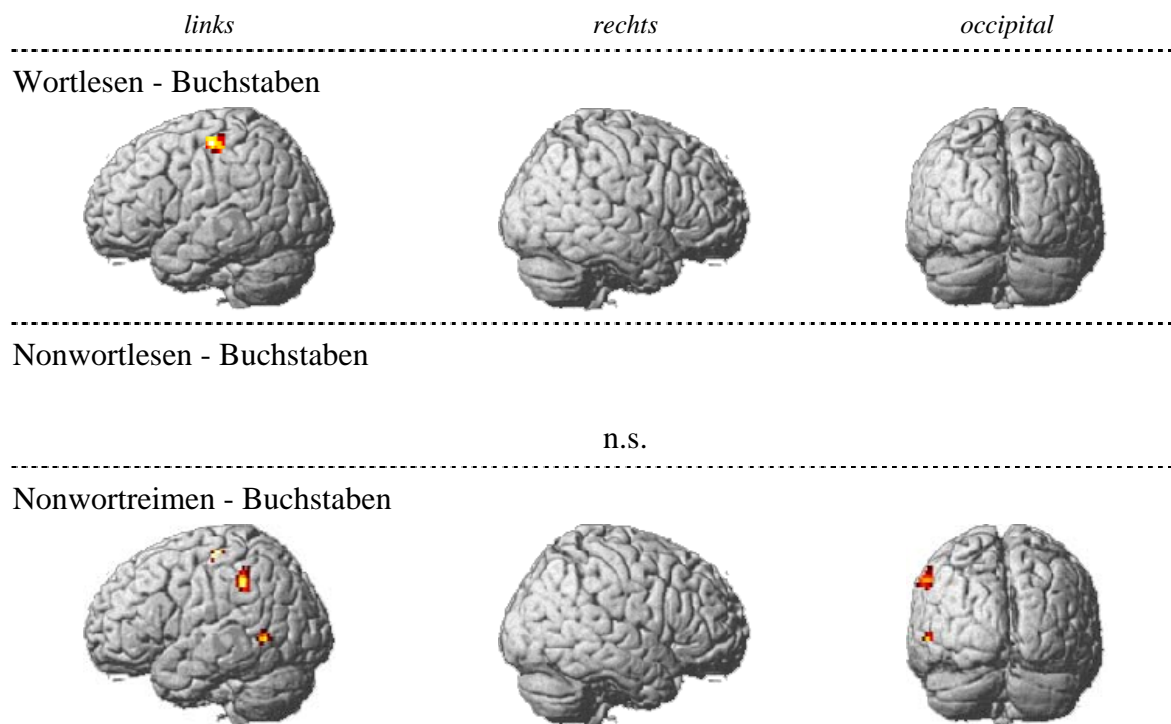 links rechts occipital
Wortlesen - Buchstaben
Nonwortlesen - Buchstaben
n.s.
Nonwortreimen - Buchstaben